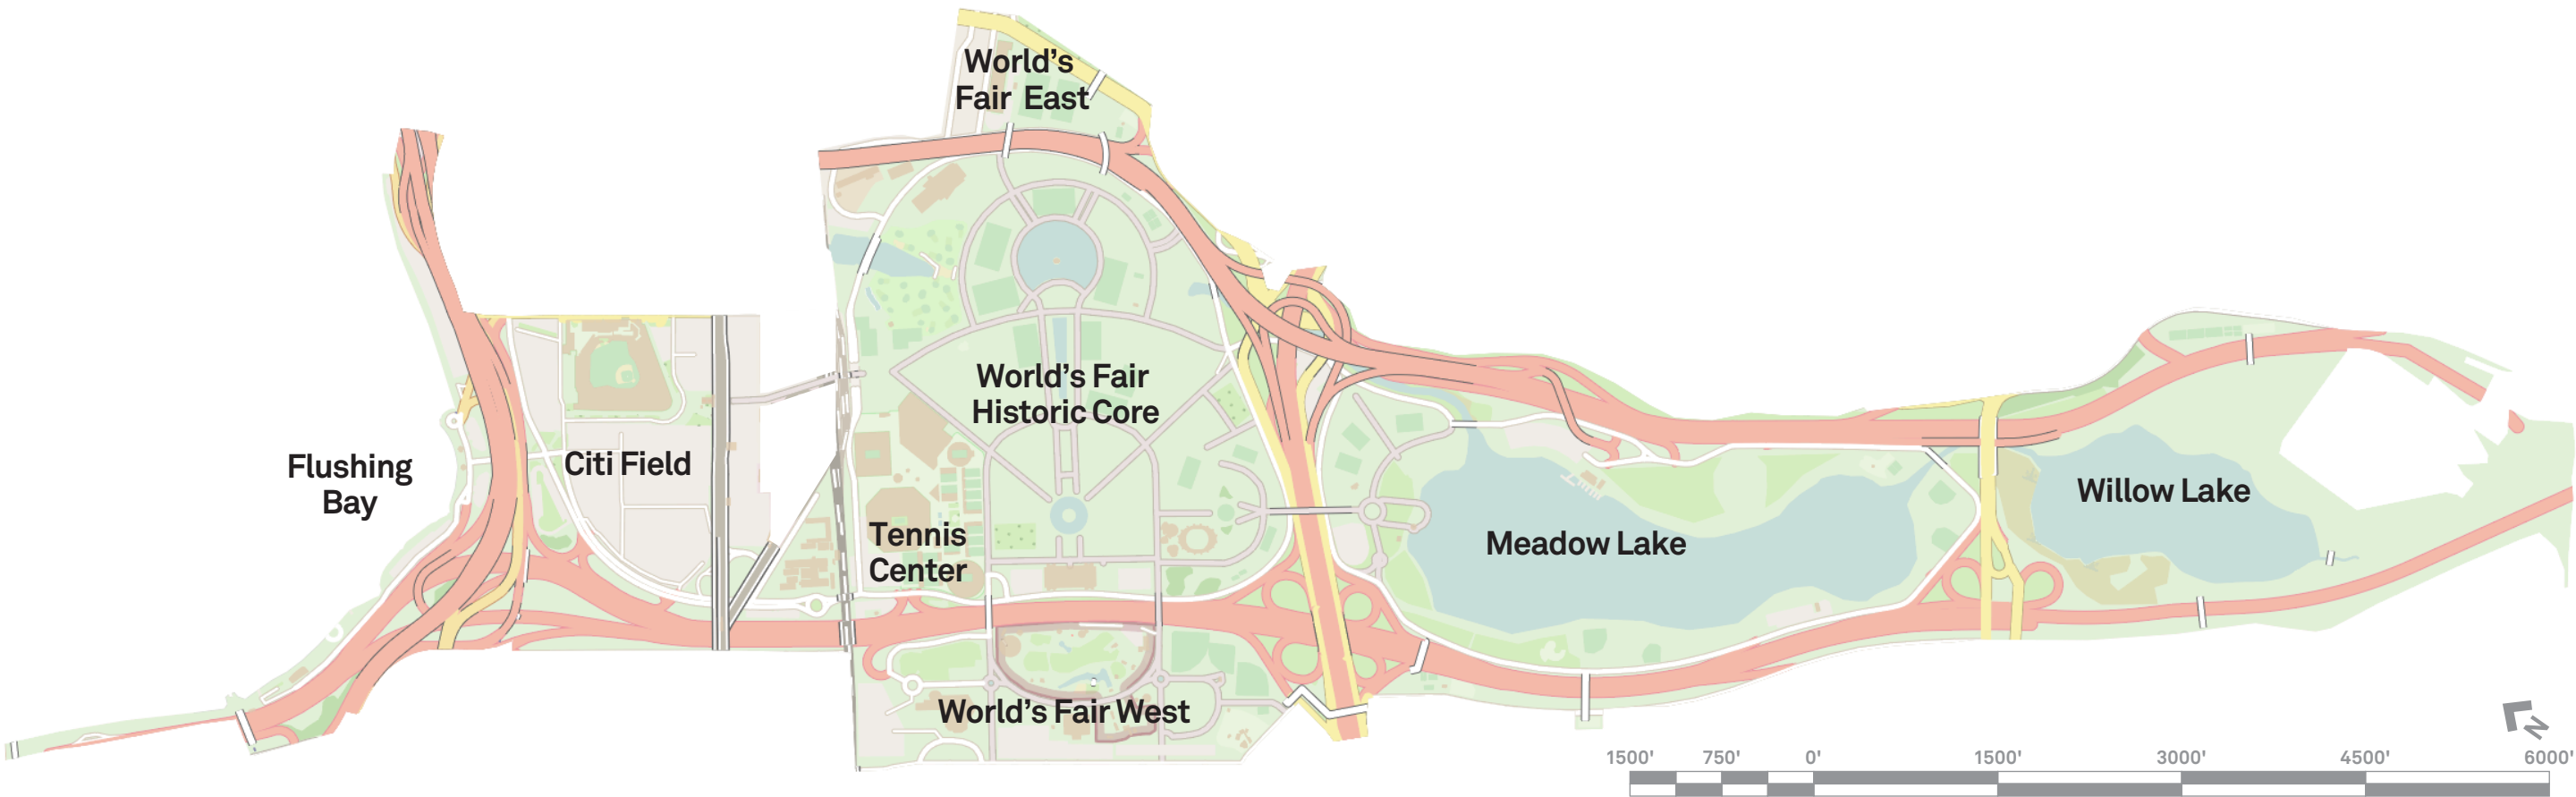 World's
Fair East
World's Fair
Historic Core
Flushing
Bay
Citi Field
Tennis
Center
Meadow Lake
Willow Lake
World's Fair West
N
1500' 750' 0' 1500' 3000' 4500' 6000'